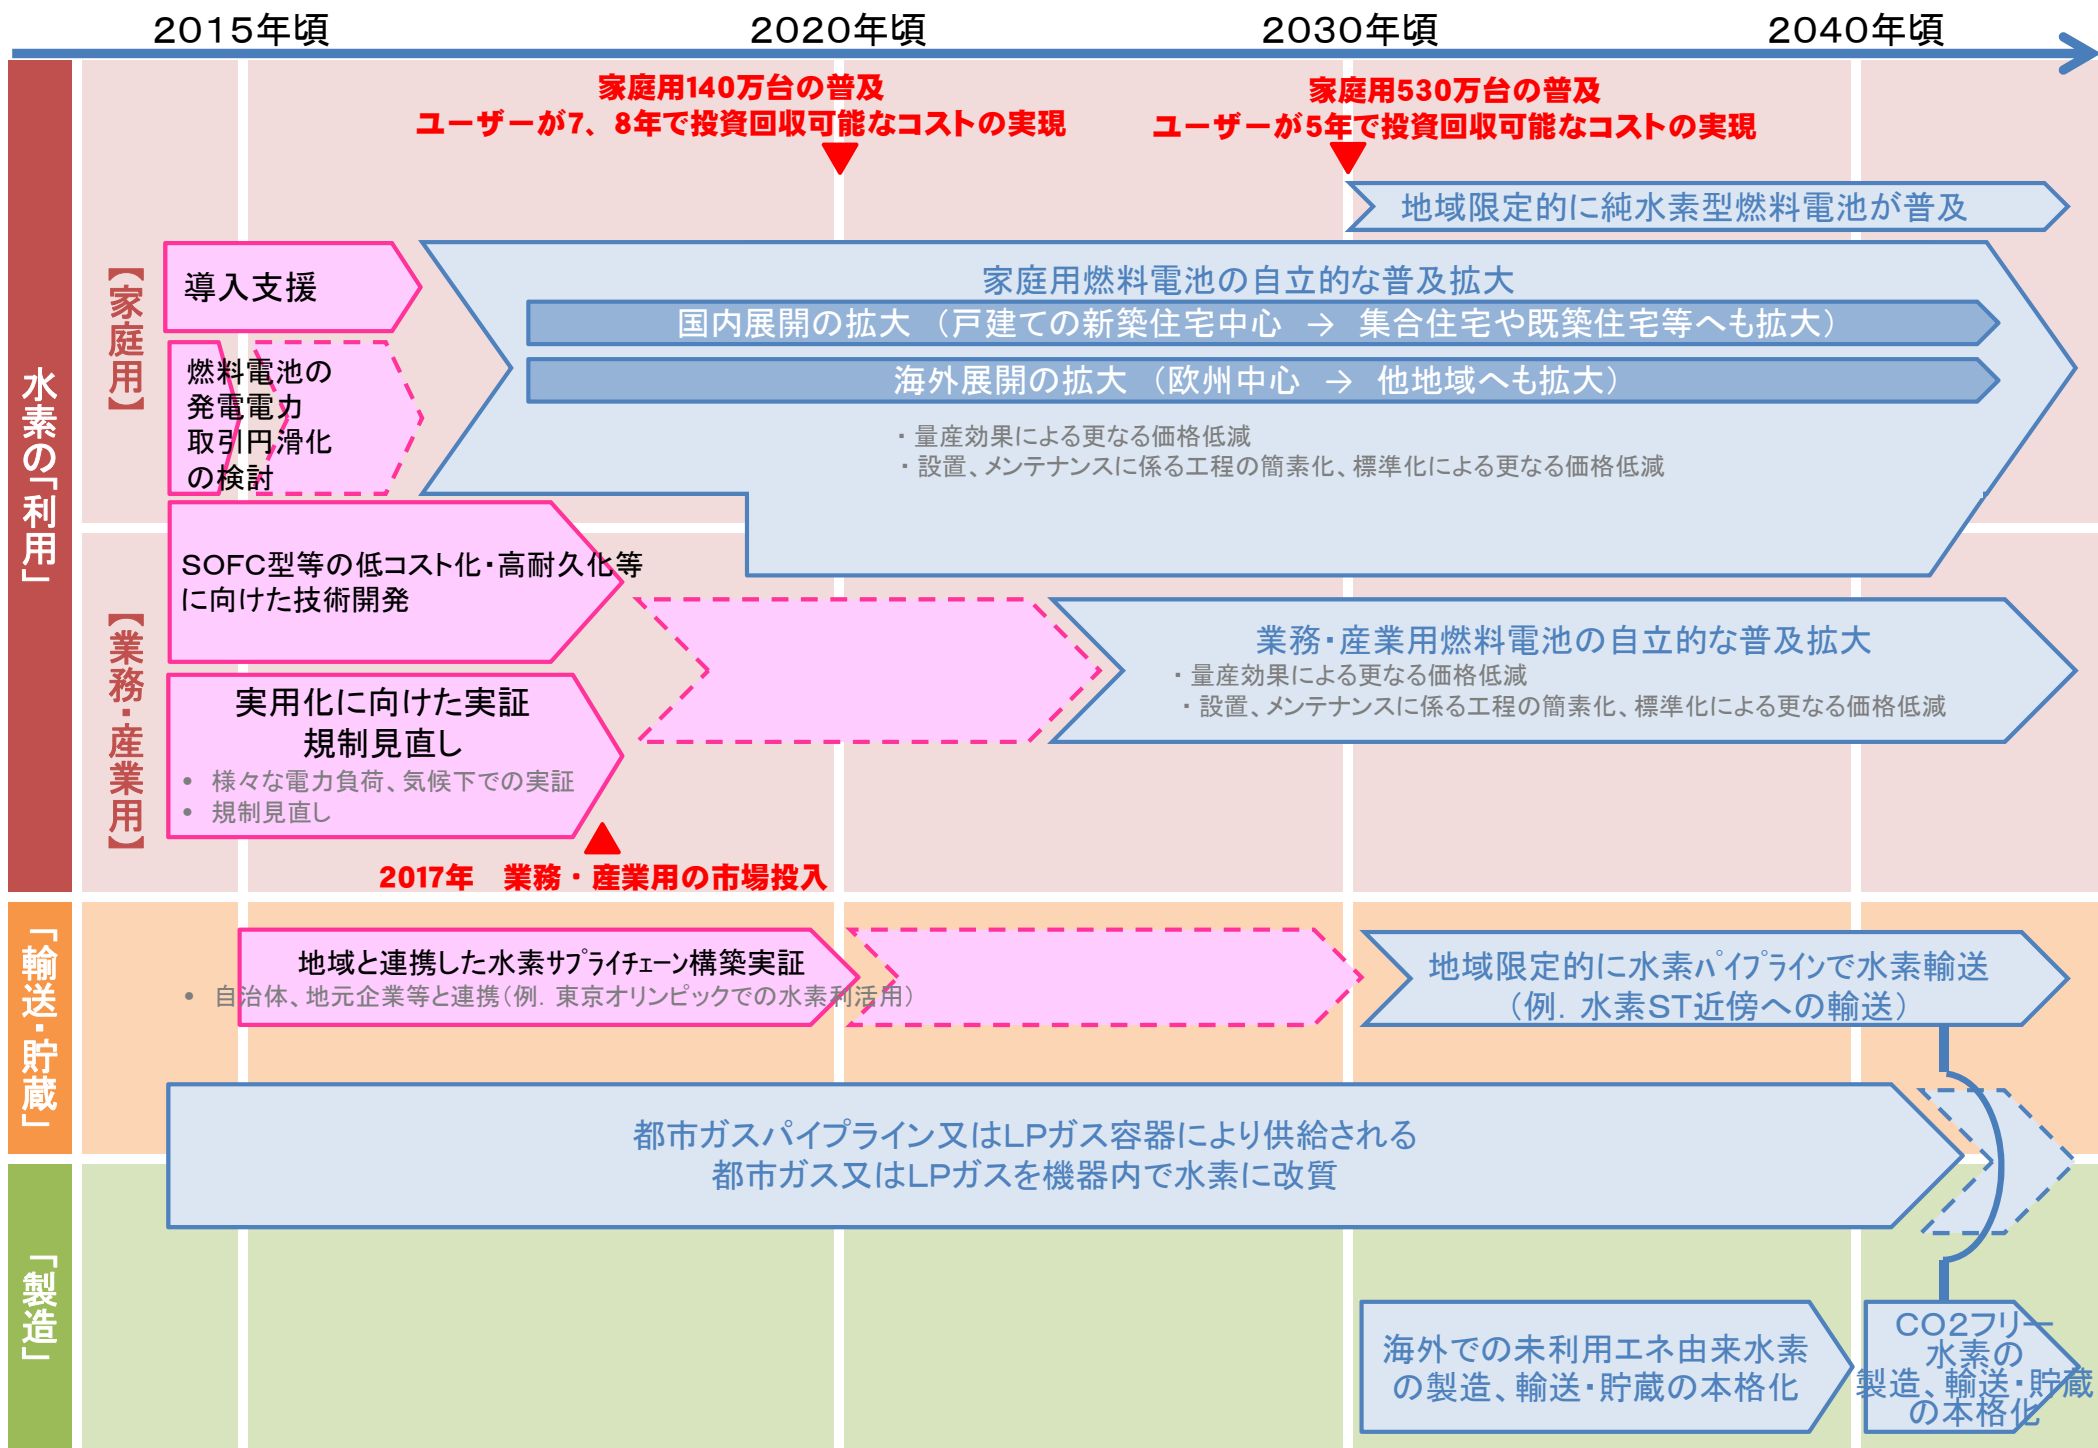 2015年頃
2020年頃
2030年頃
2040年頃
水素の「利用」
【家庭用】
家庭用140万台の普及
ユーザーが7、8年で投資回収可能なコストの実現
家庭用530万台の普及
ユーザーが5年で投資回収可能なコストの実現
地域限定的に純水素型燃料電池が普及
導入支援
家庭用燃料電池の自立的な普及拡大
国内展開の拡大（戸建ての新築住宅中心 → 集合住宅や既築住宅等へも拡大）
海外展開の拡大（欧州中心 → 他地域へも拡大）
・量産効果による更なる価格低減
・設置、メンテナンスに係る工程の簡素化、標準化による更なる価格低減
燃料電池の
発電電力
取引円滑化
の検討
【業務・産業用】
SOFC型等の低コスト化・高耐久化等
に向けた技術開発
業務・産業用燃料電池の自立的な普及拡大
・量産効果による更なる価格低減
・設置、メンテナンスに係る工程の簡素化、標準化による更なる価格低減
実用化に向けた実証
規制見直し
• 様々な電力負荷、気候下での実証
• 規制見直し
2017年　業務・産業用の市場投入
「輸送・貯蔵」
地域と連携した水素サプライチェーン構築実証
• 自治体、地元企業等と連携（例．東京オリンピックでの水素利活用）
地域限定的に水素パイプラインで水素輸送
（例．水素ST近傍への輸送）
都市ガスパイプライン又はLPガス容器により供給される
都市ガス又はLPガスを機器内で水素に改質
「製造」
海外での未利用エネ由来水素
の製造、輸送・貯蔵の本格化
CO2フリー
水素の
製造、輸送・貯蔵
の本格化